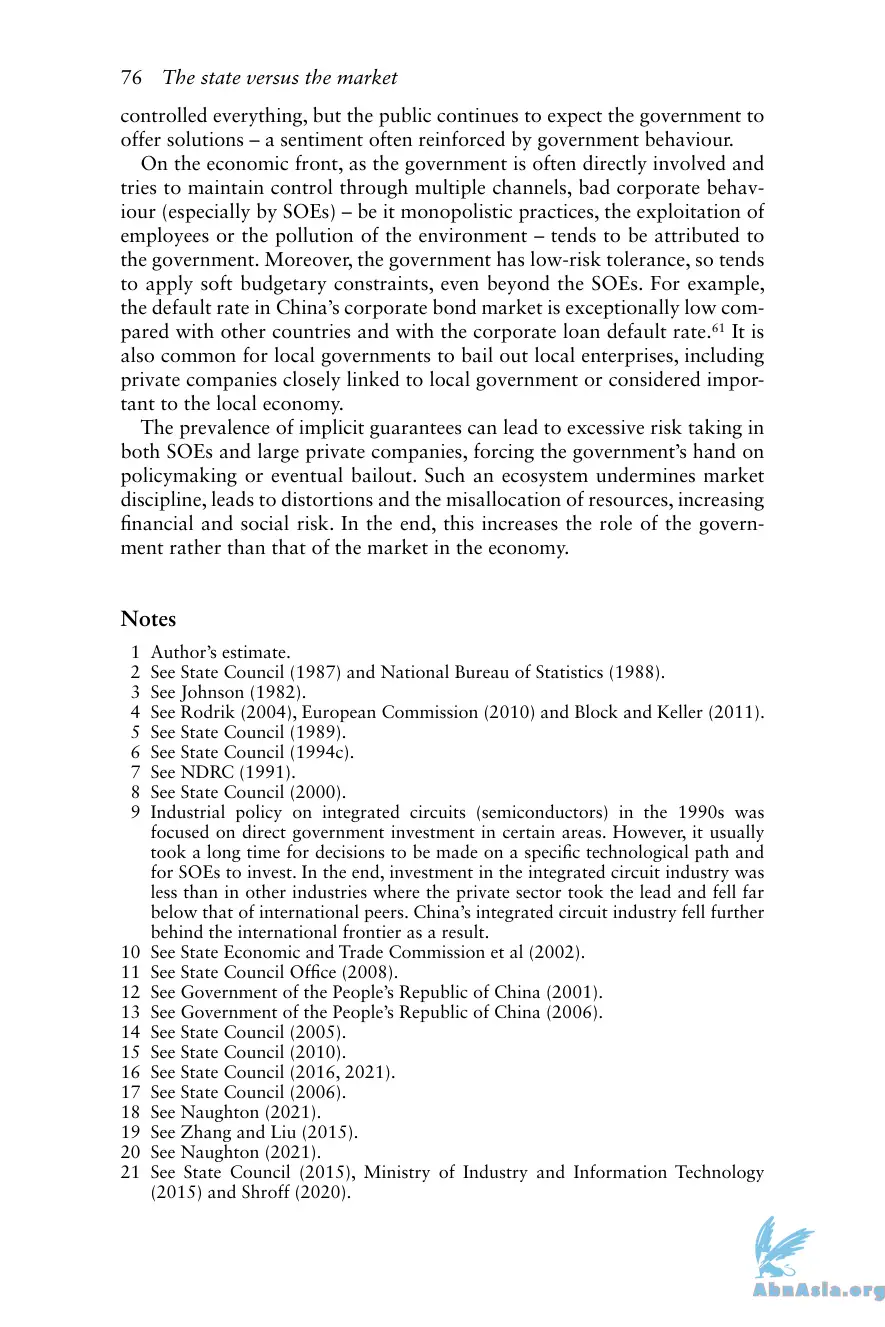 76 The state versus the market
controlled everything, but the public continues to expect the government to
offer solutions – a sentiment often reinforced by government behaviour.
On the economic front, as the government is often directly involved and
tries to maintain control through multiple channels, bad corporate behav-
iour (especially by SOEs) – be it monopolistic practices, the exploitation of
employees or the pollution of the environment – tends to be attributed to
the government. Moreover, the government has low-risk tolerance, so tends
to apply soft budgetary constraints, even beyond the SOEs. For example,
the default rate in China’s corporate bond market is exceptionally low com-
pared with other countries and with the corporate loan default rate.61 It is
also common for local governments to bail out local enterprises, including
private companies closely linked to local government or considered impor-
tant to the local economy.
The prevalence of implicit guarantees can lead to excessive risk taking in
both SOEs and large private companies, forcing the government’s hand on
policymaking or eventual bailout. Such an ecosystem undermines market
discipline, leads to distortions and the misallocation of resources, increasing
financial and social risk. In the end, this increases the role of the govern-
ment rather than that of the market in the economy.
Notes
1 Author’s estimate.
2 See State Council (1987) and National Bureau of Statistics (1988).
3 See Johnson (1982).
4 See Rodrik (2004), European Commission (2010) and Block and Keller (2011).
5 See State Council (1989).
6 See State Council (1994c).
7 See NDRC (1991).
8 See State Council (2000).
9 Industrial policy on integrated circuits (semiconductors) in the 1990s was
focused on direct government investment in certain areas. However, it usually
took a long time for decisions to be made on a specific technological path and
for SOEs to invest. In the end, investment in the integrated circuit industry was
less than in other industries where the private sector took the lead and fell far
below that of international peers. China’s integrated circuit industry fell further
behind the international frontier as a result.
10 See State Economic and Trade Commission et al (2002).
11 See State Council Office (2008).
12 See Government of the People’s Republic of China (2001).
13 See Government of the People’s Republic of China (2006).
14 See State Council (2005).
15 See State Council (2010).
16 See State Council (2016, 2021).
17 See State Council (2006).
18 See Naughton (2021).
19 See Zhang and Liu (2015).
20 See Naughton (2021).
21 See State Council (2015), Ministry of Industry and Information Technology
(2015) and Shroff (2020).
AbnAsia.org